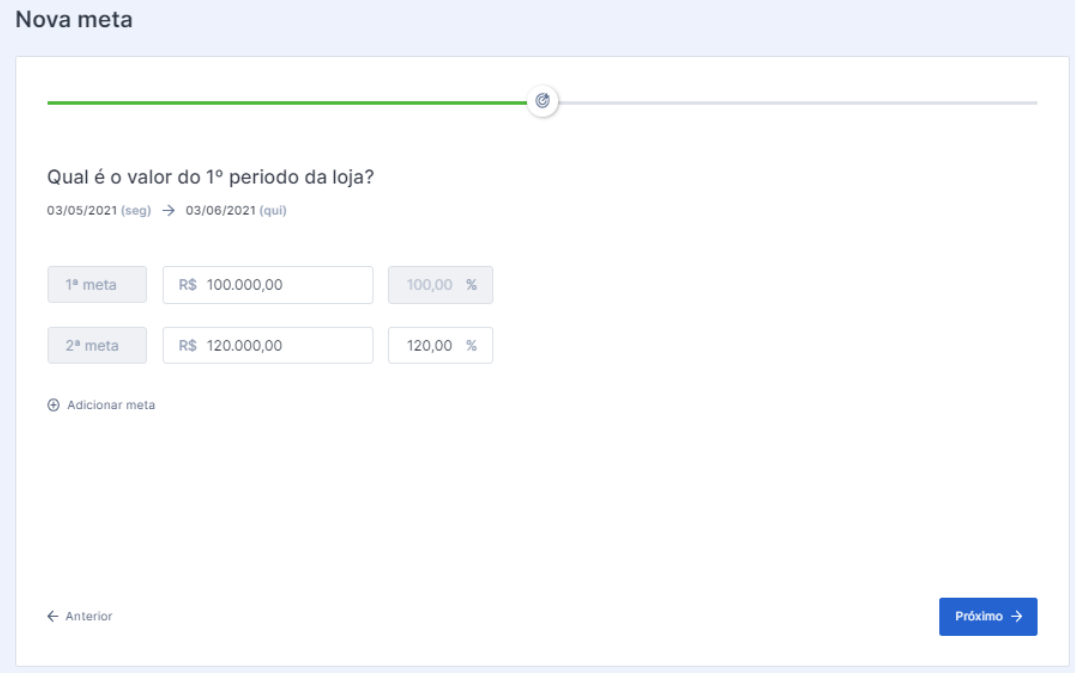 Nova meta
Qual é o valor do 1º periodo da loja?
03/05/2021 (seg) → 03/06/2021 (qui)
1ª meta R$ 100.000,00 100,00 %
2ª meta R$ 120.000,00 120,00 %
Adicionar meta
← Anterior Próximo →